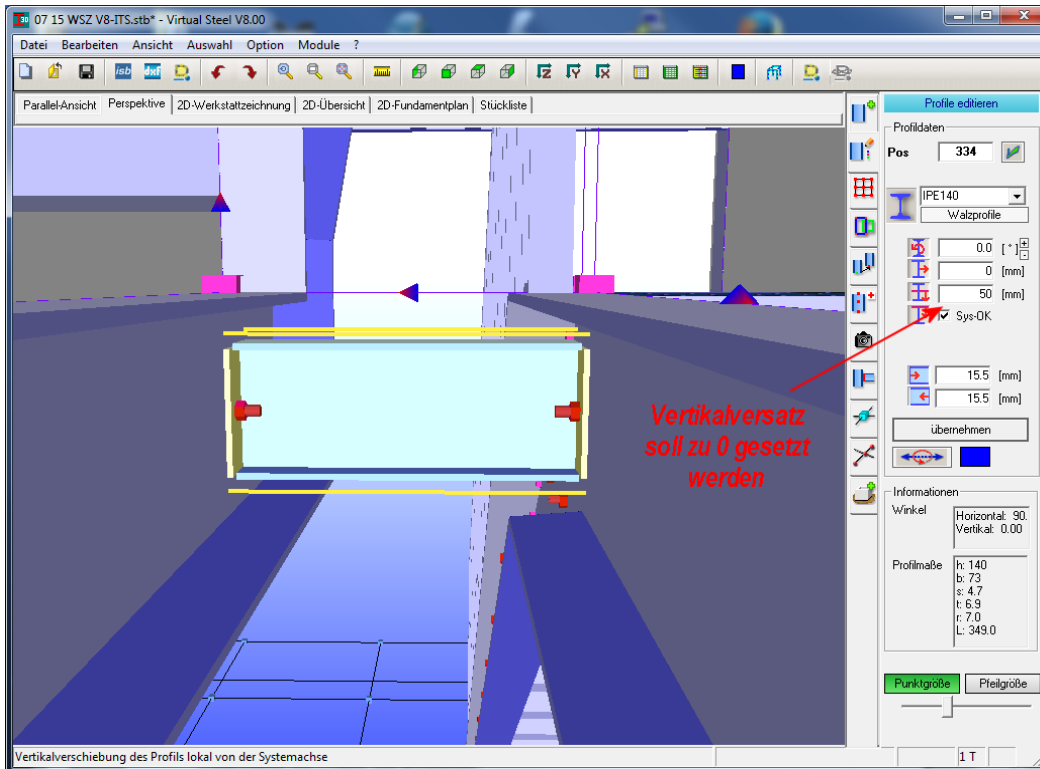 07 15 WSZ V8-ITS.stb* - Virtual Steel V8.00
Datei Bearbeiten Ansicht Auswahl Option Module ?
isb dxf Z Y X
Parallel-Ansicht Perspektive 2D-Werkstattzeichnung 2D-Übersicht 2D-Fundamentplan Stückliste
Profile editieren
Profildaten
Pos 334
IPE140
Walzprofile
0.0 [°] + -
0 [mm]
50 [mm]
Sys-OK
15.5 [mm]
15.5 [mm]
übernehmen
Vertikalversatz
soll zu 0 gesetzt
werden
Informationen
Winkel
Horizontal: 90.
Vertikal: 0.00
Profilmaße
h: 140
b: 73
s: 4.7
t: 6.9
r: 7.0
L: 349.0
Punktgröße Pfeilgröße
Vertikalverschiebung des Profils lokal von der Systemachse
1 T